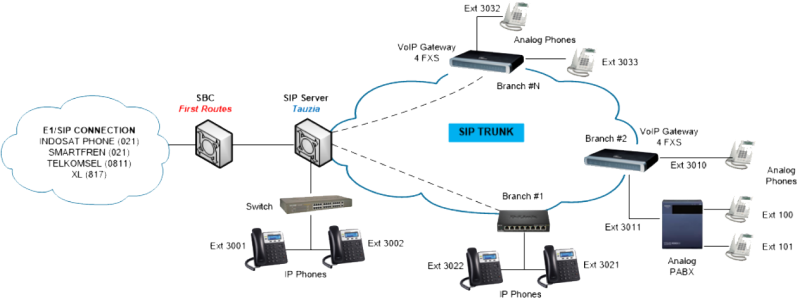 Ext 3032
Analog Phones
VoIP Gateway
4 FXS
Ext 3033
Branch #N
SBC
First Routes
SIP Server
Tauzia
E1/SIP CONNECTION
INDOSAT PHONE (021)
SMARTFREN (021)
TELKOMSEL (0811)
XL (817)
SIP TRUNK
Branch #2
VoIP Gateway
4 FXS
Ext 3010
Analog
Phones
Switch
Branch #1
Ext 3011
Ext 100
Ext 101
Analog
PABX
Ext 3001
Ext 3002
IP Phones
Ext 3022
Ext 3021
IP Phones